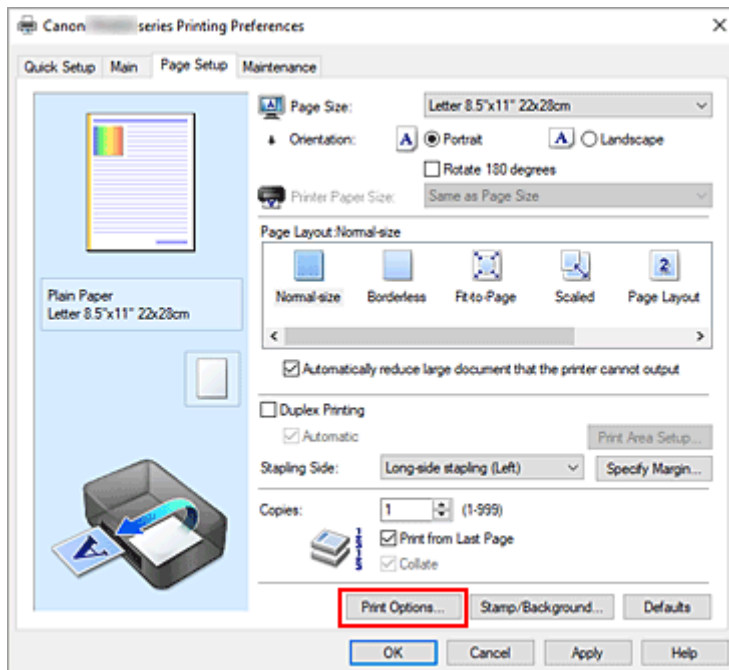 Canon series Printing Preferences
Quick Setup Main Page Setup Maintenance
Page Size: Letter 8.5"x11" 22x28cm
Orientation: A Portrait A Landscape
Rotate 180 degrees
Printer Paper Size: Same as Page Size
Page Layout:Normal-size
2
Normal-size Borderless Fit-to-Page Scaled Page Layout
Plain Paper
Letter 8.5"x11" 22x28cm
Automatically reduce large document that the printer cannot output
Duplex Printing
Automatic Print Area Setup...
Stapling Side: Long-side stapling (Left) Specify Margin...
Copies: 1 (1-999)
Print from Last Page
Collate
A
Print Options... Stamp/Background... Defaults
OK Cancel Apply Help